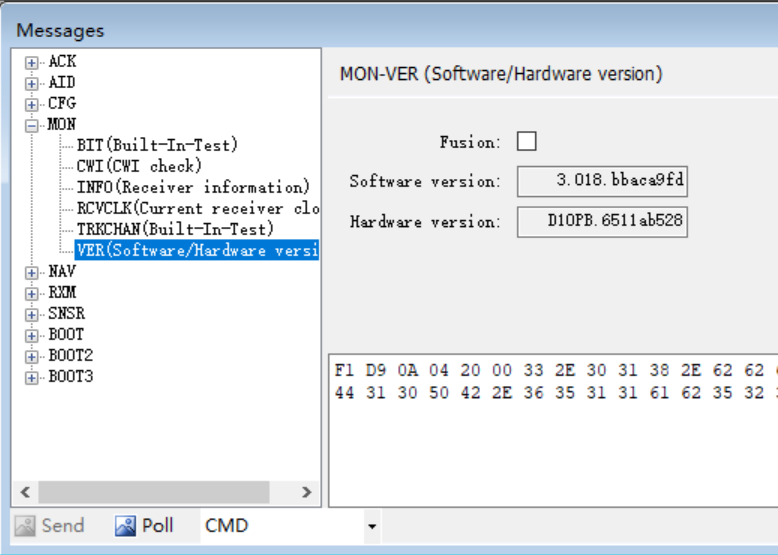 Messages
ACK
AID
CFG
MON
BIT(Built-In-Test)
CWI(CWI check)
INFO(Receiver information)
RCVCLK(Current receiver clo
TRKCHAN(Built-In-Test)
VER(Software/Hardware versi
NAV
RXM
SNSR
BOOT
BOOT2
BOOT3
Send Poll CMD
MON-VER (Software/Hardware version)
Fusion:
Software version: 3.018.bbaca9fd
Hardware version: D10PB.6511ab528
F1 D9 0A 04 20 00 33 2E 30 31 38 2E 62 62
44 31 30 50 42 2E 36 35 31 31 61 62 35 32